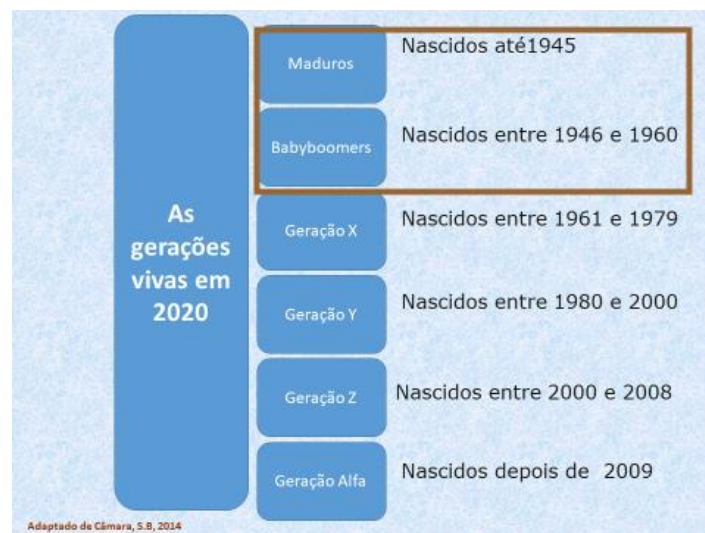 As
gerações
vivas em
2020
Maduros
Nascidos até1945
Babyboomers
Nascidos entre 1946 e 1960
Geração X
Nascidos entre 1961 e 1979
Geração Y
Nascidos entre 1980 e 2000
Geração Z
Nascidos entre 2000 e 2008
Geração Alfa
Nascidos depois de 2009
Adaptado de Câmara, S.B, 2014